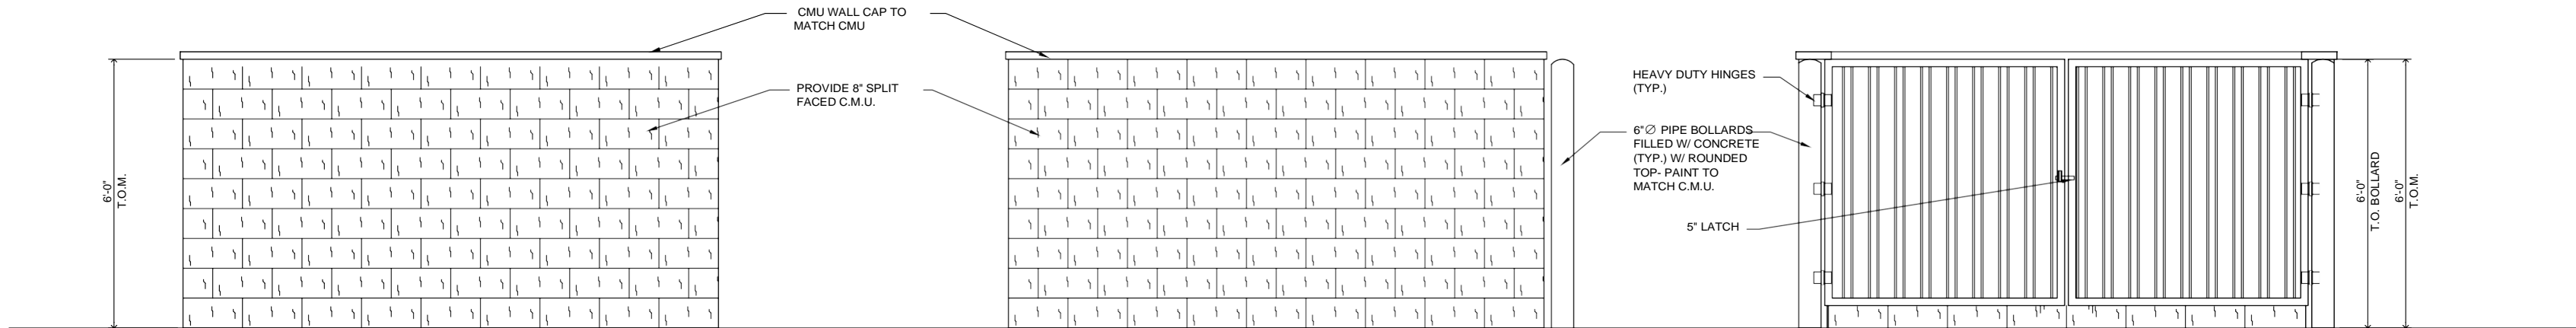 CMU WALL CAP TO
MATCH CMU
PROVIDE 8" SPLIT
FACED C.M.U.
6'-0"
T.O.M.
HEAVY DUTY HINGES
(TYP.)
6"∅ PIPE BOLLARDS
FILLED W/ CONCRETE
(TYP.) W/ ROUNDED
TOP- PAINT TO
MATCH C.M.U.
5" LATCH
6'-0"
T.O. BOLLARD
6'-0"
T.O.M.